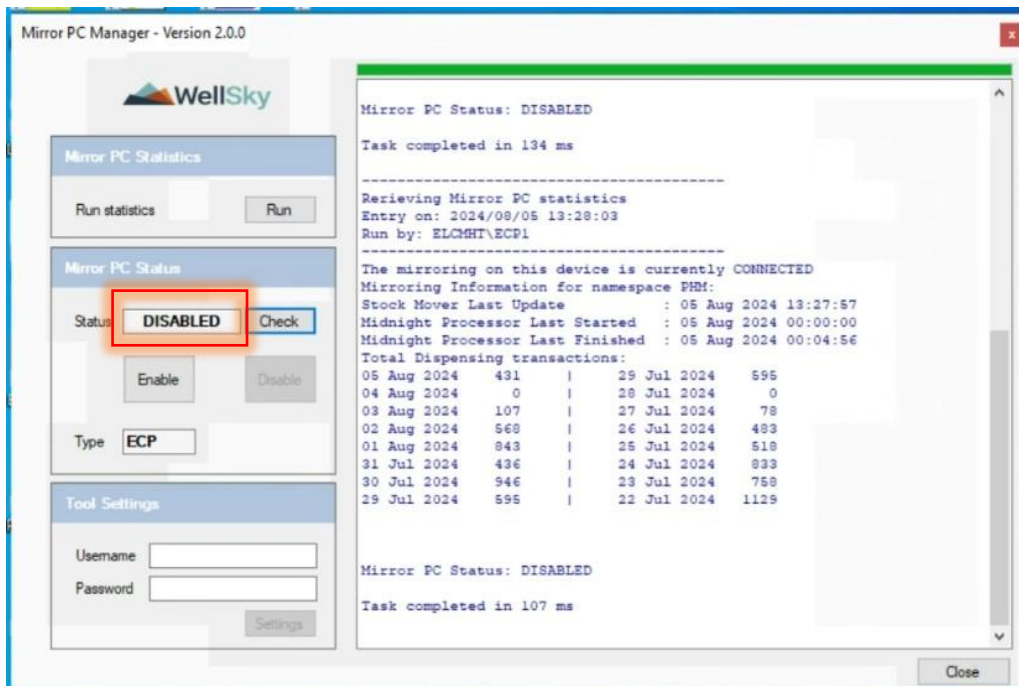 Mirror PC Manager - Version 2.0.0
x
WellSky
Mirror PC Statistics
Run statistics
Run
Mirror PC Status
Status
DISABLED
Check
Enable
Disable
Type
ECP
Tool Settings
Username
Password
Settings
Mirror PC Status: DISABLED
Task completed in 134 ms
-----------------------------------------
Rerieving Mirror PC statistics
Entry on: 2024/08/05 13:28:03
Run by: ELCMHT\ECP1
-----------------------------------------
The mirroring on this device is currently CONNECTED
Mirroring Information for namespace PHM:
Stock Mover Last Update : 05 Aug 2024 13:27:57
Midnight Processor Last Started : 05 Aug 2024 00:00:00
Midnight Processor Last Finished : 05 Aug 2024 00:04:56
Total Dispensing transactions:
05 Aug 2024 431 | 29 Jul 2024 595
04 Aug 2024 0 | 28 Jul 2024 0
03 Aug 2024 107 | 27 Jul 2024 78
02 Aug 2024 568 | 26 Jul 2024 483
01 Aug 2024 843 | 25 Jul 2024 518
31 Jul 2024 436 | 24 Jul 2024 833
30 Jul 2024 946 | 23 Jul 2024 758
29 Jul 2024 595 | 22 Jul 2024 1129
Mirror PC Status: DISABLED
Task completed in 107 ms
Close